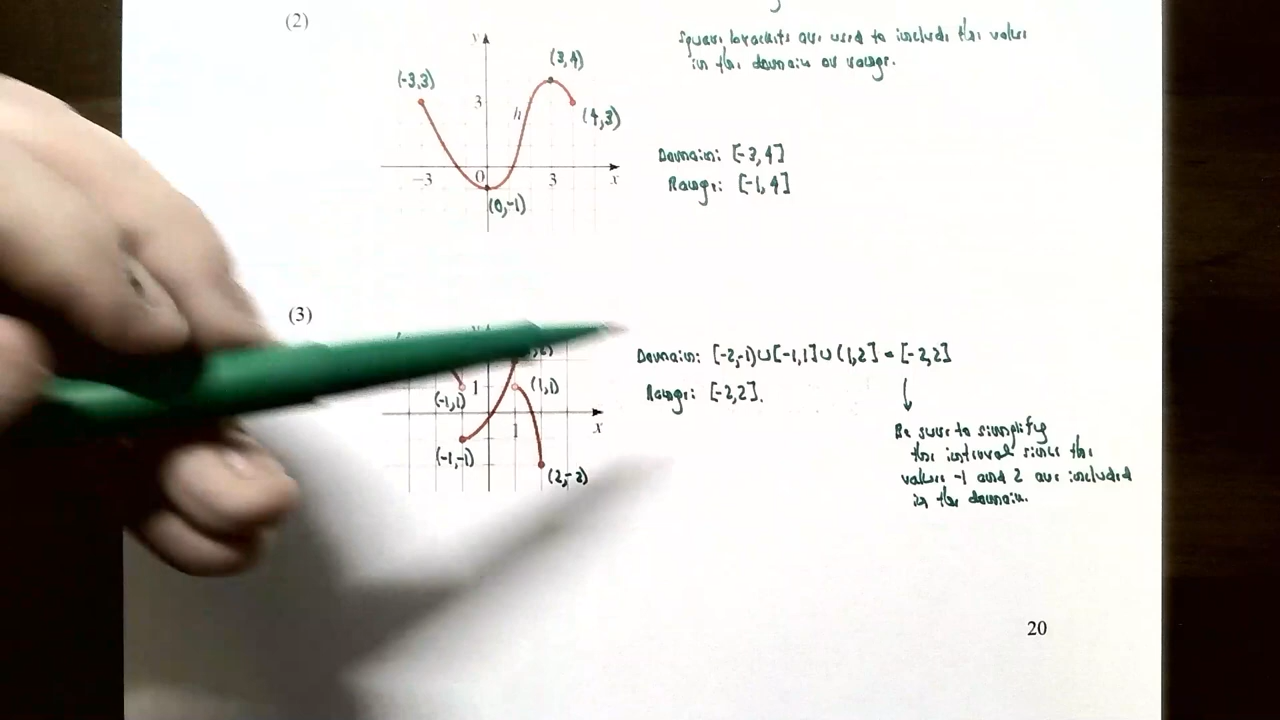 (2)
Square brackets are used to include the values
in the domain or range.
y
(3,4)
(-3,3)
3
h
(4,3)
Domain: [-3,4]
-3
0
3
x
Range: [-1,4]
(0,-1)
(3)
Domain: [-2,-1)∪[-1,1]∪(1,2] = [-2,2]
1
(1,1)
Range: [-2,2].
(-1,1)
1
x
Be sure to simplify
the interval since the
(-1,-1)
values -1 and 2 are included
(2,-2)
in the domain.
20